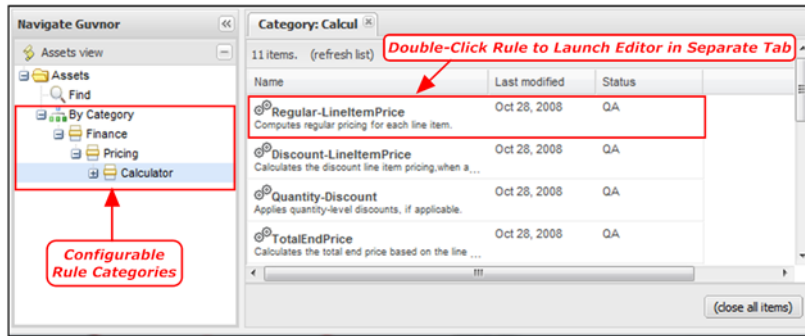 Navigate Guvnor
Assets view
Assets
Find
By Category
Finance
Pricing
Calculator
Configurable
Rule Categories
Category: Calcul
11 items. (refresh list)
Double-Click Rule to Launch Editor in Separate Tab
Name Last modified Status
Regular-LineItemPrice Oct 28, 2008 QA
Computes regular pricing for each line item.
Discount-LineItemPrice Oct 28, 2008 QA
Calculates the discount line item pricing,when a...
Quantity-Discount Oct 28, 2008 QA
Applies quantity-level discounts, if applicable.
TotalEndPrice Oct 28, 2008 QA
Calculates the total end price based on the line ...
(close all items)